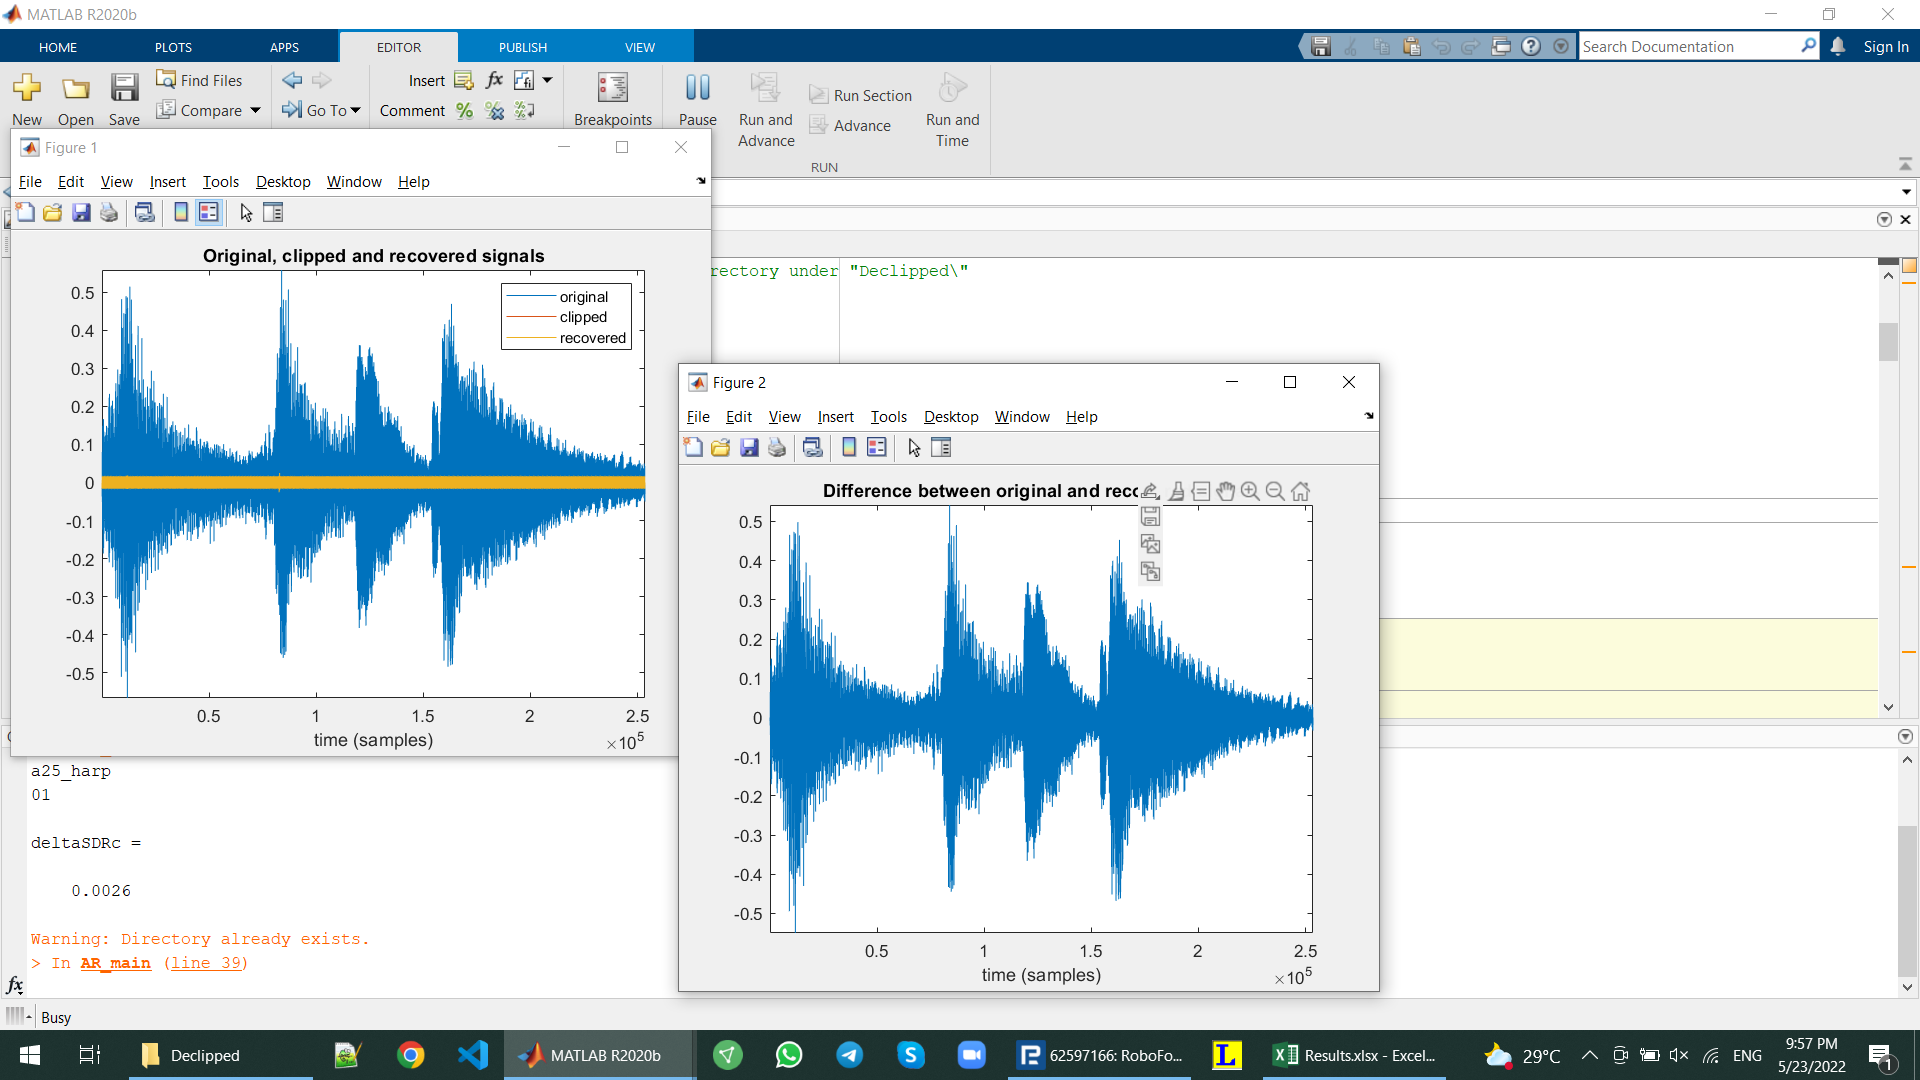 MATLAB R2020b
HOME PLOTS APPS EDITOR PUBLISH VIEW
Search Documentation
Sign In
New Open Save
Find Files
Compare
Go To
Insert fx fi
Comment
Breakpoints
Pause
Run and Advance
Run Section
Advance
Run and Time
RUN
Figure 1
File Edit View Insert Tools Desktop Window Help
Original, clipped and recovered signals
original
clipped
recovered
0.5
0.4
0.3
0.2
0.1
0
-0.1
-0.2
-0.3
-0.4
-0.5
0.5 1 1.5 2 2.5
time (samples)
×10^5
rectory under "Declipped\"
Figure 2
File Edit View Insert Tools Desktop Window Help
Difference between original and reco
0.5
0.4
0.3
0.2
0.1
0
-0.1
-0.2
-0.3
-0.4
-0.5
0.5 1 1.5 2 2.5
time (samples)
×10^5
a25_harp
01
deltaSDRc =
0.0026
Warning: Directory already exists.
> In AR_main (line 39)
fx
Busy
Declipped
MATLAB R2020b
62597166: RoboFo...
Results.xlsx - Excel...
29°C
ENG
9:57 PM
5/23/2022
1